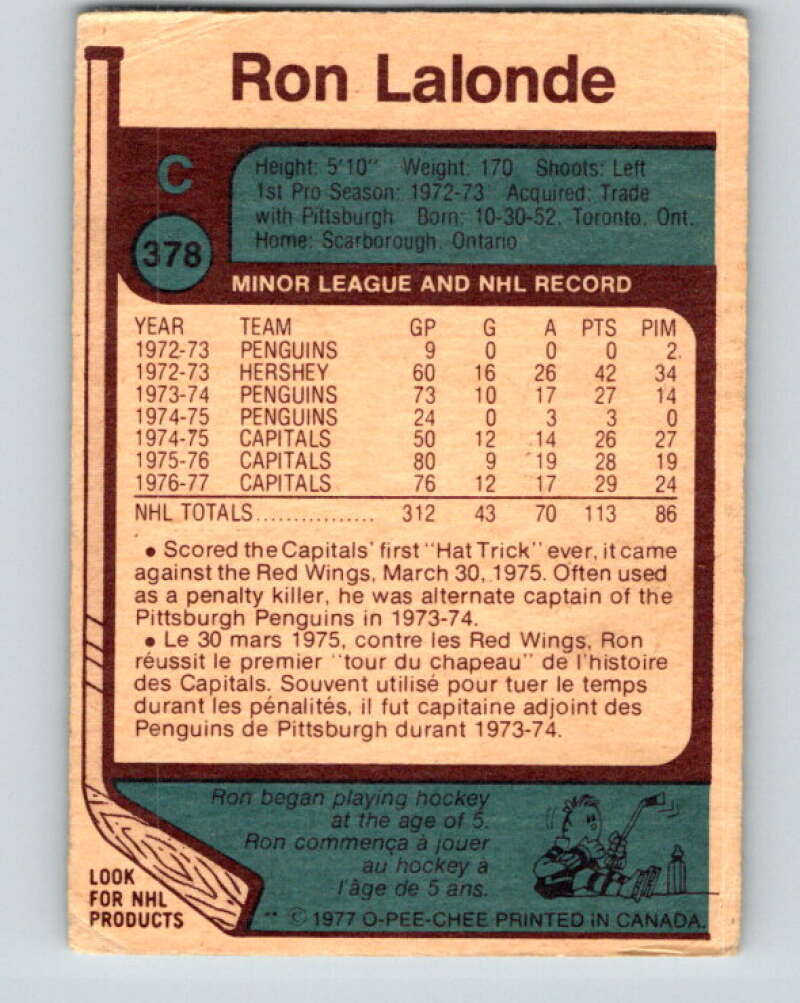 Ron Lalonde
C
378
Height: 5'10" Weight: 170 Shoots: Left
1st Pro Season: 1972-73 Acquired: Trade
with Pittsburgh Born: 10-30-52, Toronto, Ont.
Home: Scarborough, Ontario
MINOR LEAGUE AND NHL RECORD
YEAR TEAM GP G A PTS PIM
1972-73 PENGUINS 9 0 0 0 2
1972-73 HERSHEY 60 16 26 42 34
1973-74 PENGUINS 73 10 17 27 14
1974-75 PENGUINS 24 0 3 3 0
1974-75 CAPITALS 50 12 14 26 27
1975-76 CAPITALS 80 9 19 28 19
1976-77 CAPITALS 76 12 17 29 24
NHL TOTALS................ 312 43 70 113 86
• Scored the Capitals' first "Hat Trick" ever, it came
against the Red Wings, March 30, 1975. Often used
as a penalty killer, he was alternate captain of the
Pittsburgh Penguins in 1973-74.
• Le 30 mars 1975, contre les Red Wings, Ron
réussit le premier "tour du chapeau" de l'histoire
des Capitals. Souvent utilisé pour tuer le temps
durant les pénalités, il fut capitaine adjoint des
Penguins de Pittsburgh durant 1973-74.
Ron began playing hockey
at the age of 5.
Ron commença à jouer
au hockey a
l'âge de 5 ans.
LOOK
FOR NHL
PRODUCTS
** © 1977 O-PEE-CHEE PRINTED IN CANADA.